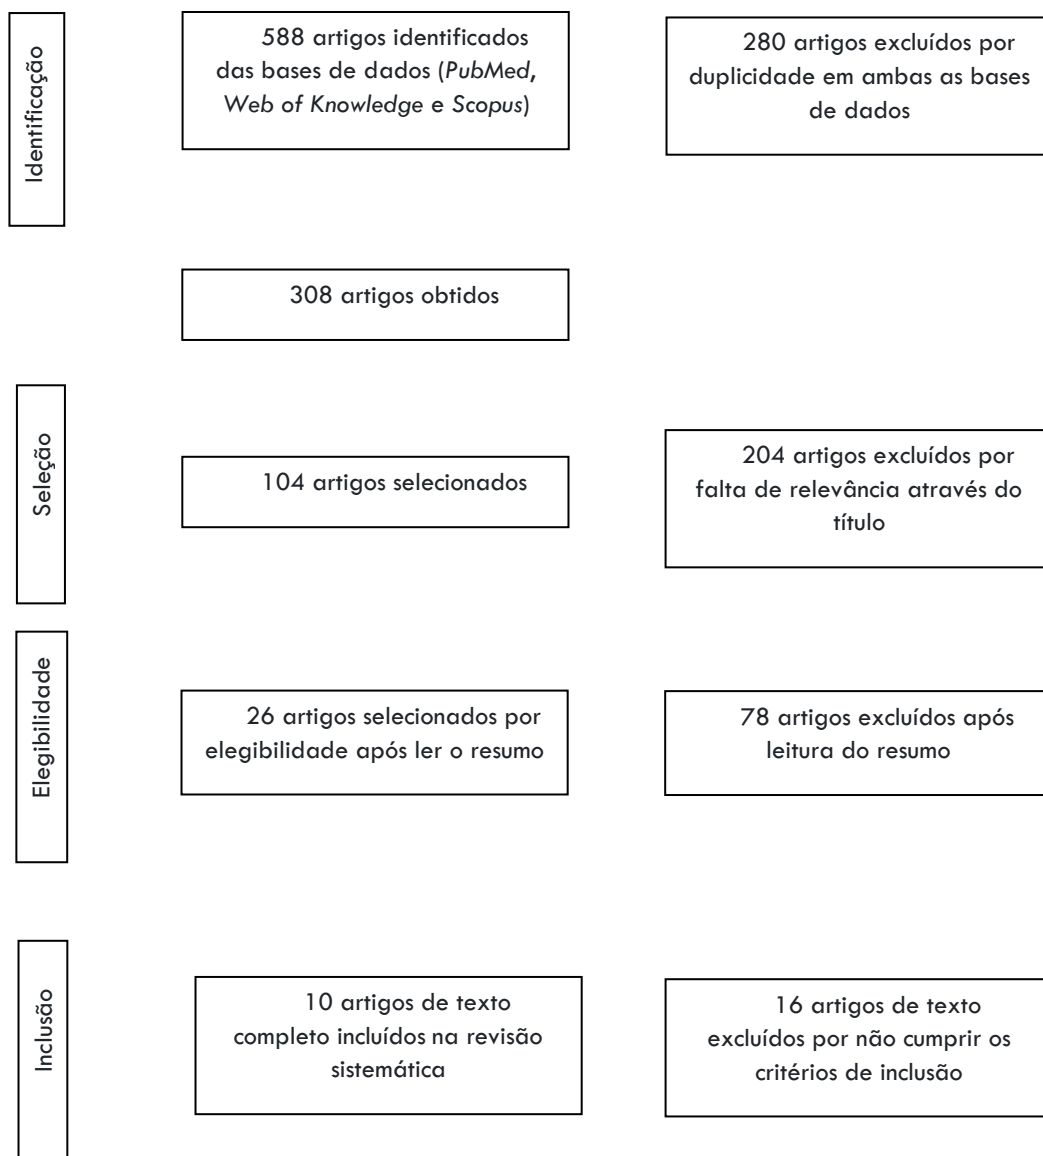 Identificação
588 artigos identificados
das bases de dados (PubMed,
Web of Knowledge e Scopus)
280 artigos excluídos por
duplicidade em ambas as bases
de dados
308 artigos obtidos
Seleção
104 artigos selecionados
204 artigos excluídos por
falta de relevância através do
título
Elegibilidade
26 artigos selecionados por
elegibilidade após ler o resumo
78 artigos excluídos após
leitura do resumo
Inclusão
10 artigos de texto
completo incluídos na revisão
sistemática
16 artigos de texto
excluídos por não cumprir os
critérios de inclusão